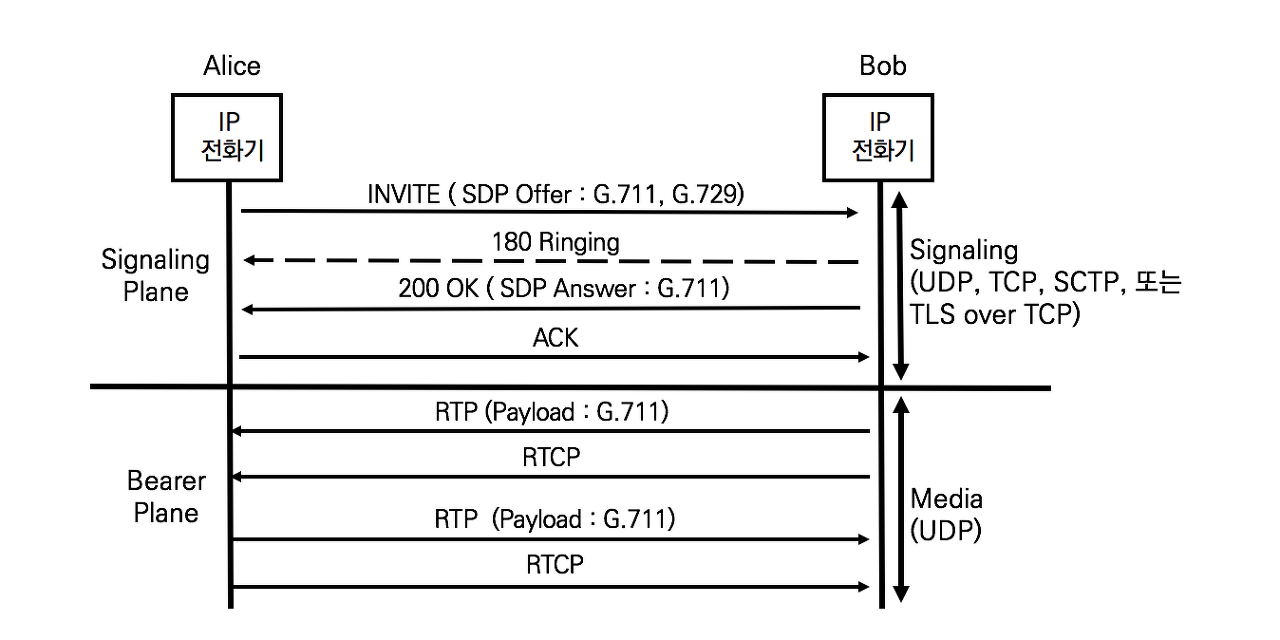 Alice
Bob
IP
전화기
IP
전화기
INVITE ( SDP Offer : G.711, G.729)
180 Ringing
200 OK ( SDP Answer : G.711)
ACK
Signaling
Plane
Signaling
(UDP, TCP, SCTP, 또는
TLS over TCP)
RTP (Payload : G.711)
RTCP
RTP (Payload : G.711)
RTCP
Bearer
Plane
Media
(UDP)